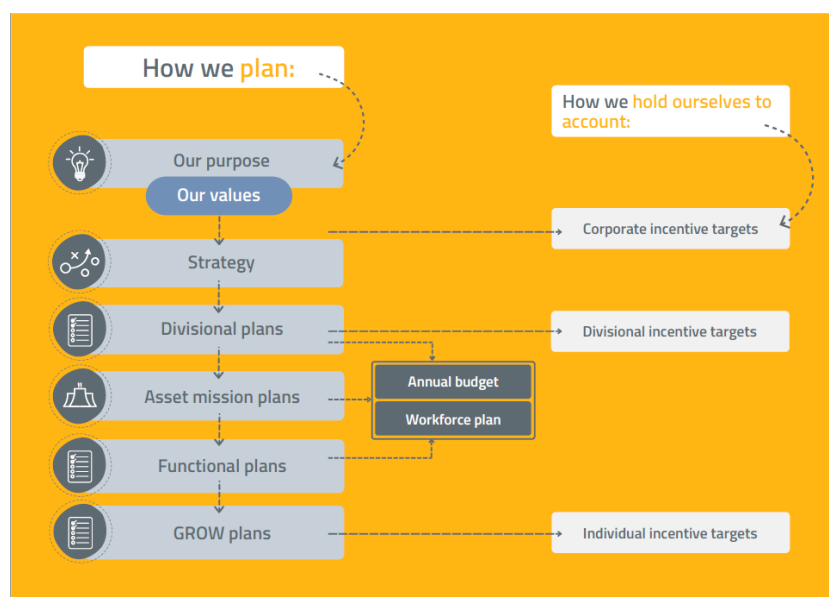 How we plan:
How we hold ourselves to
account:
Our purpose
Our values
Corporate incentive targets
Strategy
Divisional plans
Divisional incentive targets
Annual budget
Asset mission plans
Workforce plan
Functional plans
GROW plans
Individual incentive targets